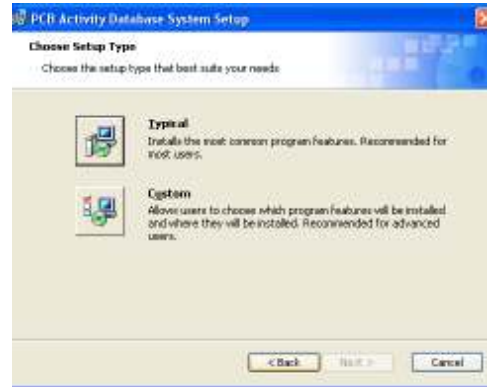 PCB Activity Database System Setup
Choose Setup Type
Choose the setup type that best suits your needs
Typical
Installs the most common program features. Recommended for
most users.
Custom
Allows users to choose which program features will be installed
and where they will be installed. Recommended for advanced
users.
< Back
Next >
Cancel